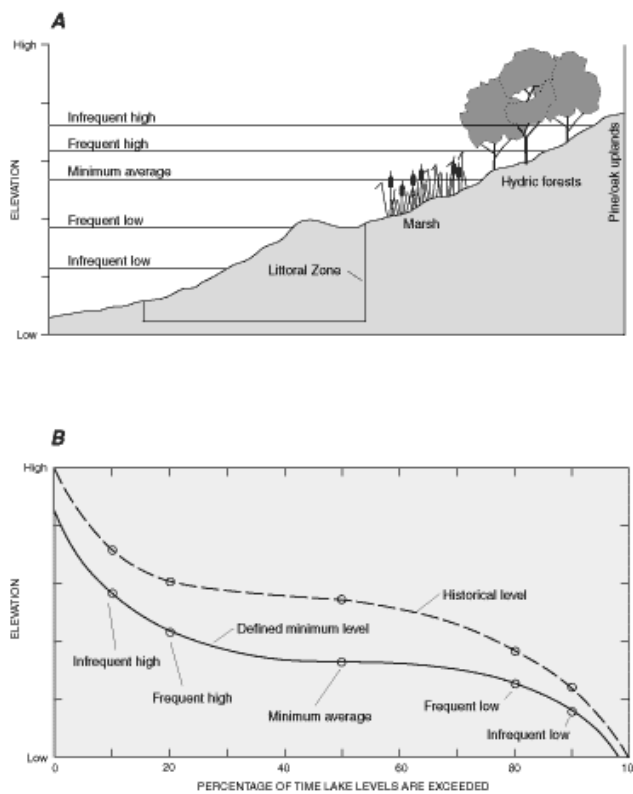 A
High
Infrequent high
Frequent high
Minimum average
Frequent low
Infrequent low
Low
ELEVATION
Littoral Zone
Marsh
Hydric forests
Pine/oak uplands
B
High
ELEVATION
Historical level
Defined minimum level
Infrequent high
Frequent high
Minimum average
Frequent low
Infrequent low
Low
0 20 40 60 80 10
PERCENTAGE OF TIME LAKE LEVELS ARE EXCEEDED